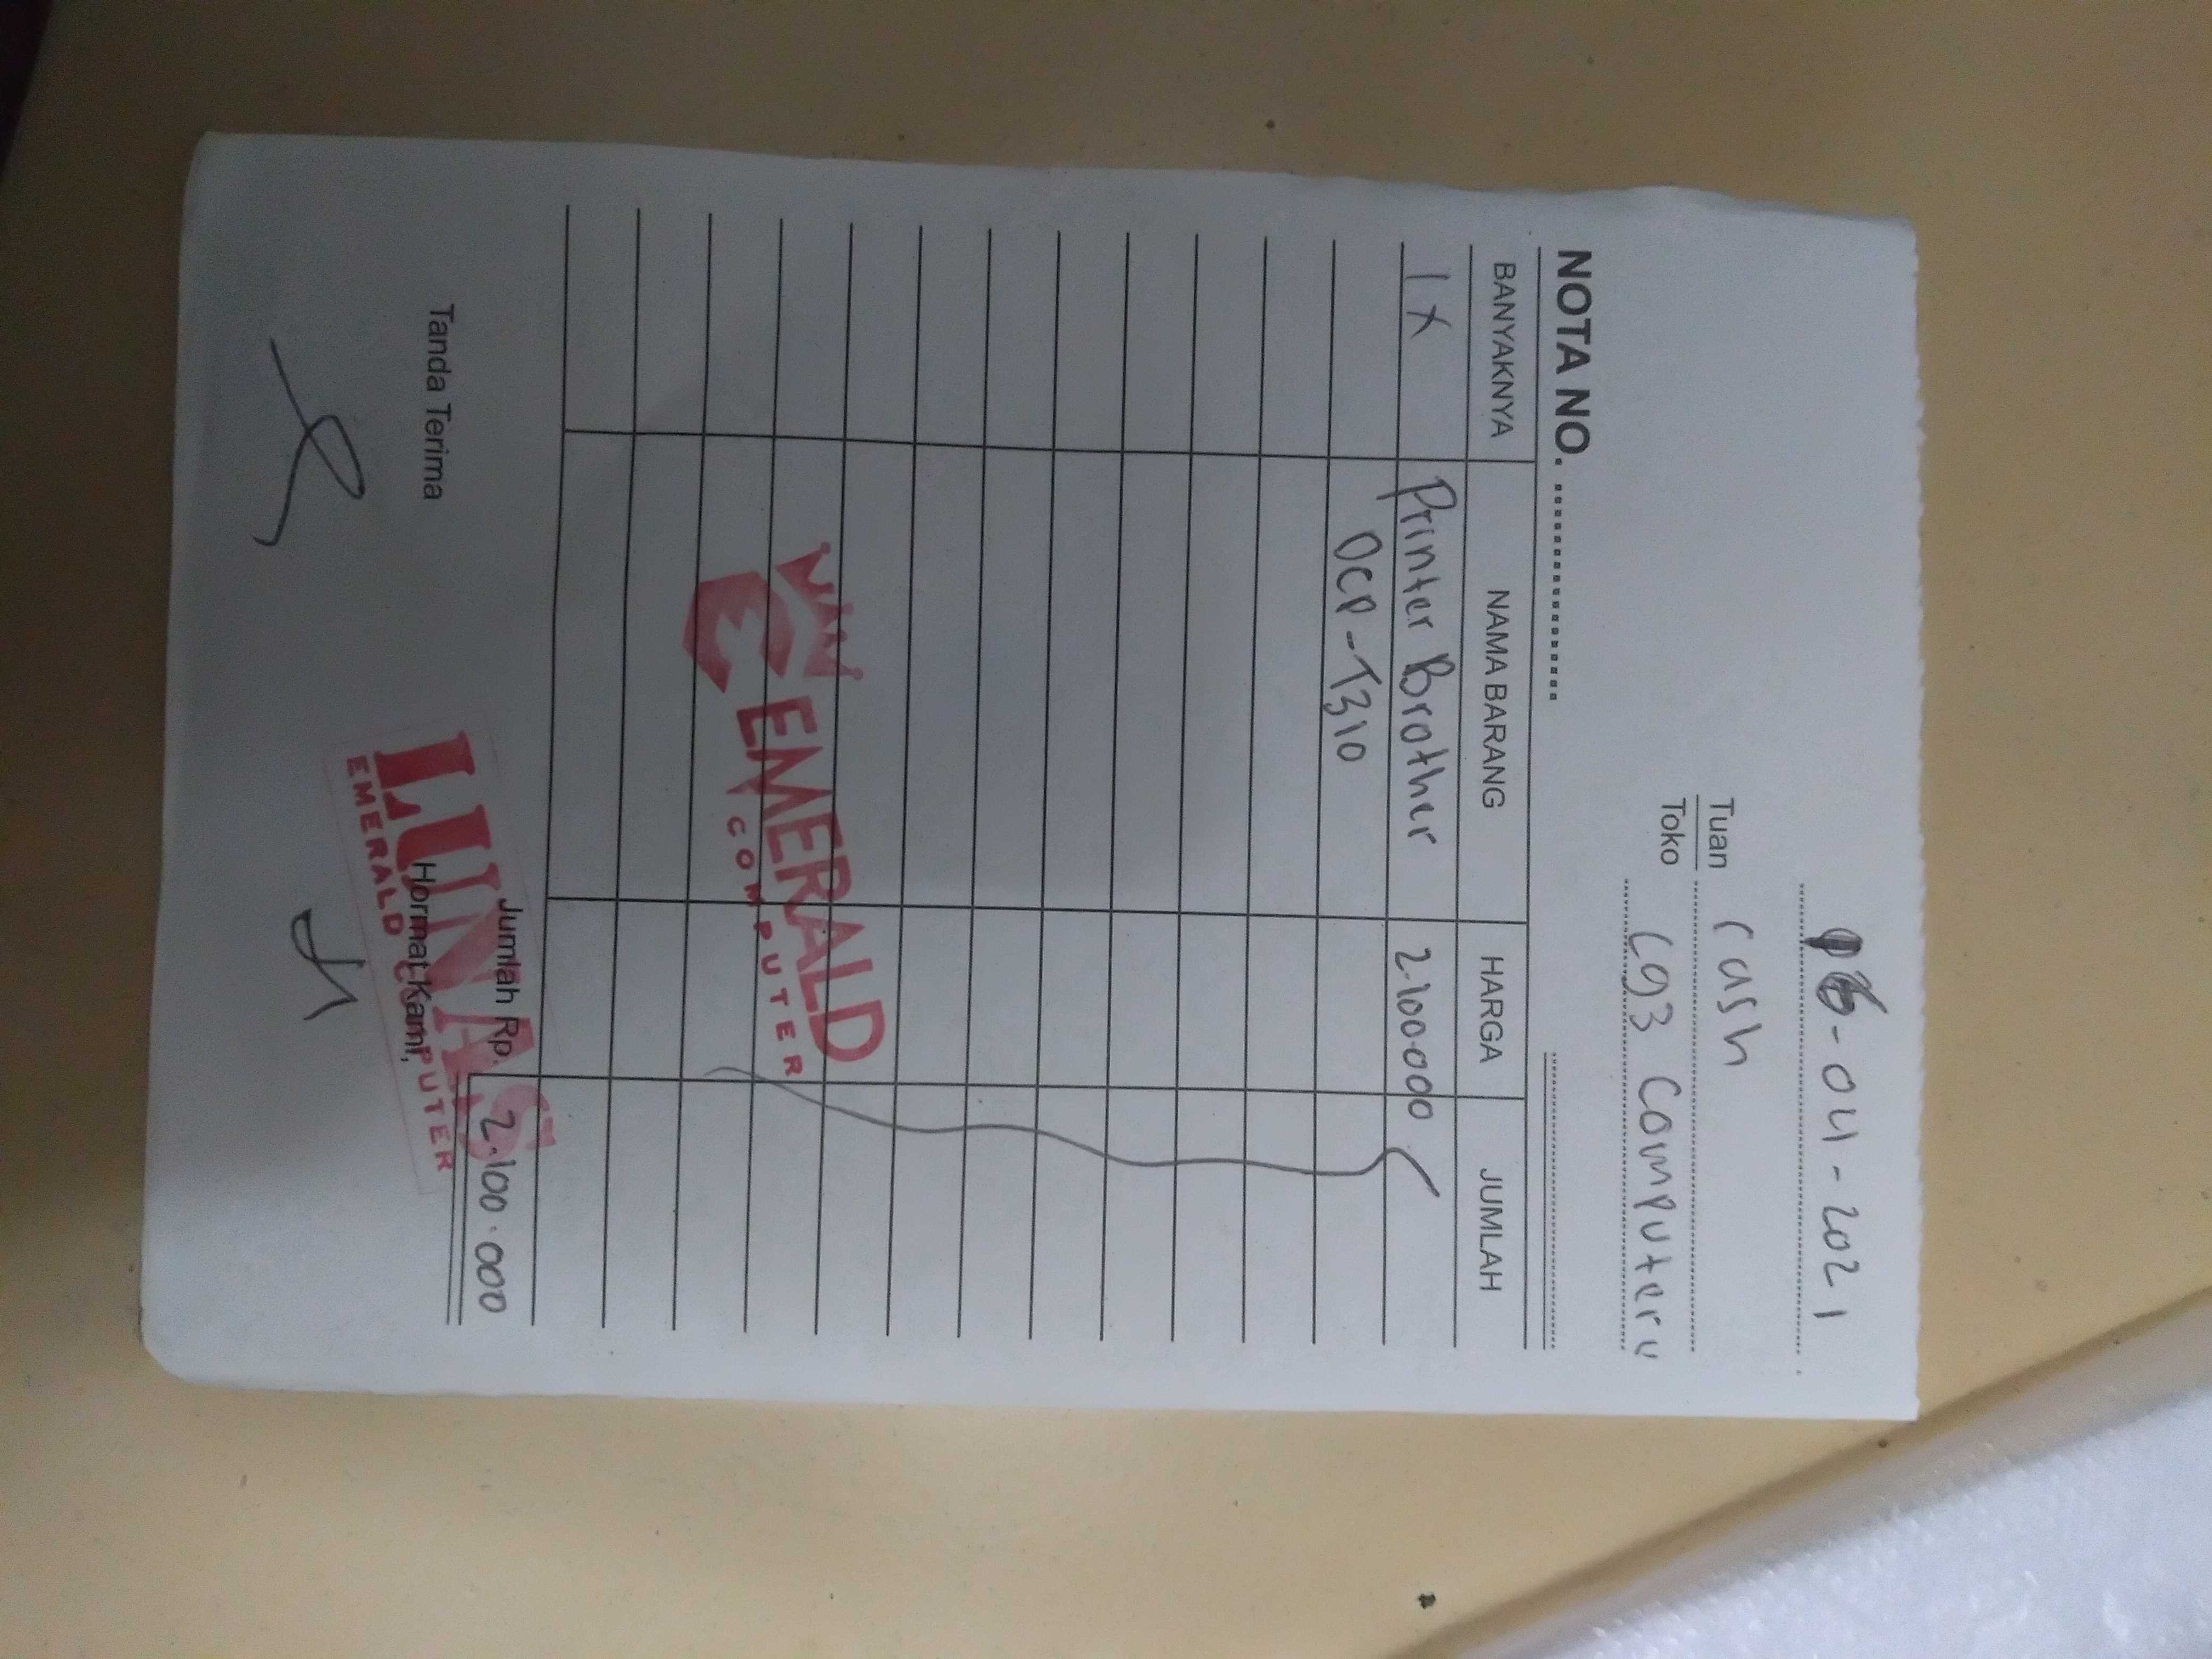 -04-2021
Tuan Cash
Toko
Computer
NOTA NO. ........................
BANYAKNYA NAMA BARANG HARGA JUMLAH
1x Printer Brother 2.100.000
DCP-T310
EMERALD
COMPUTER
Jumlah Rp. 2.100.000
LUNAS
EMERALD COMPUTER
Tanda Terima Hormat Kami,